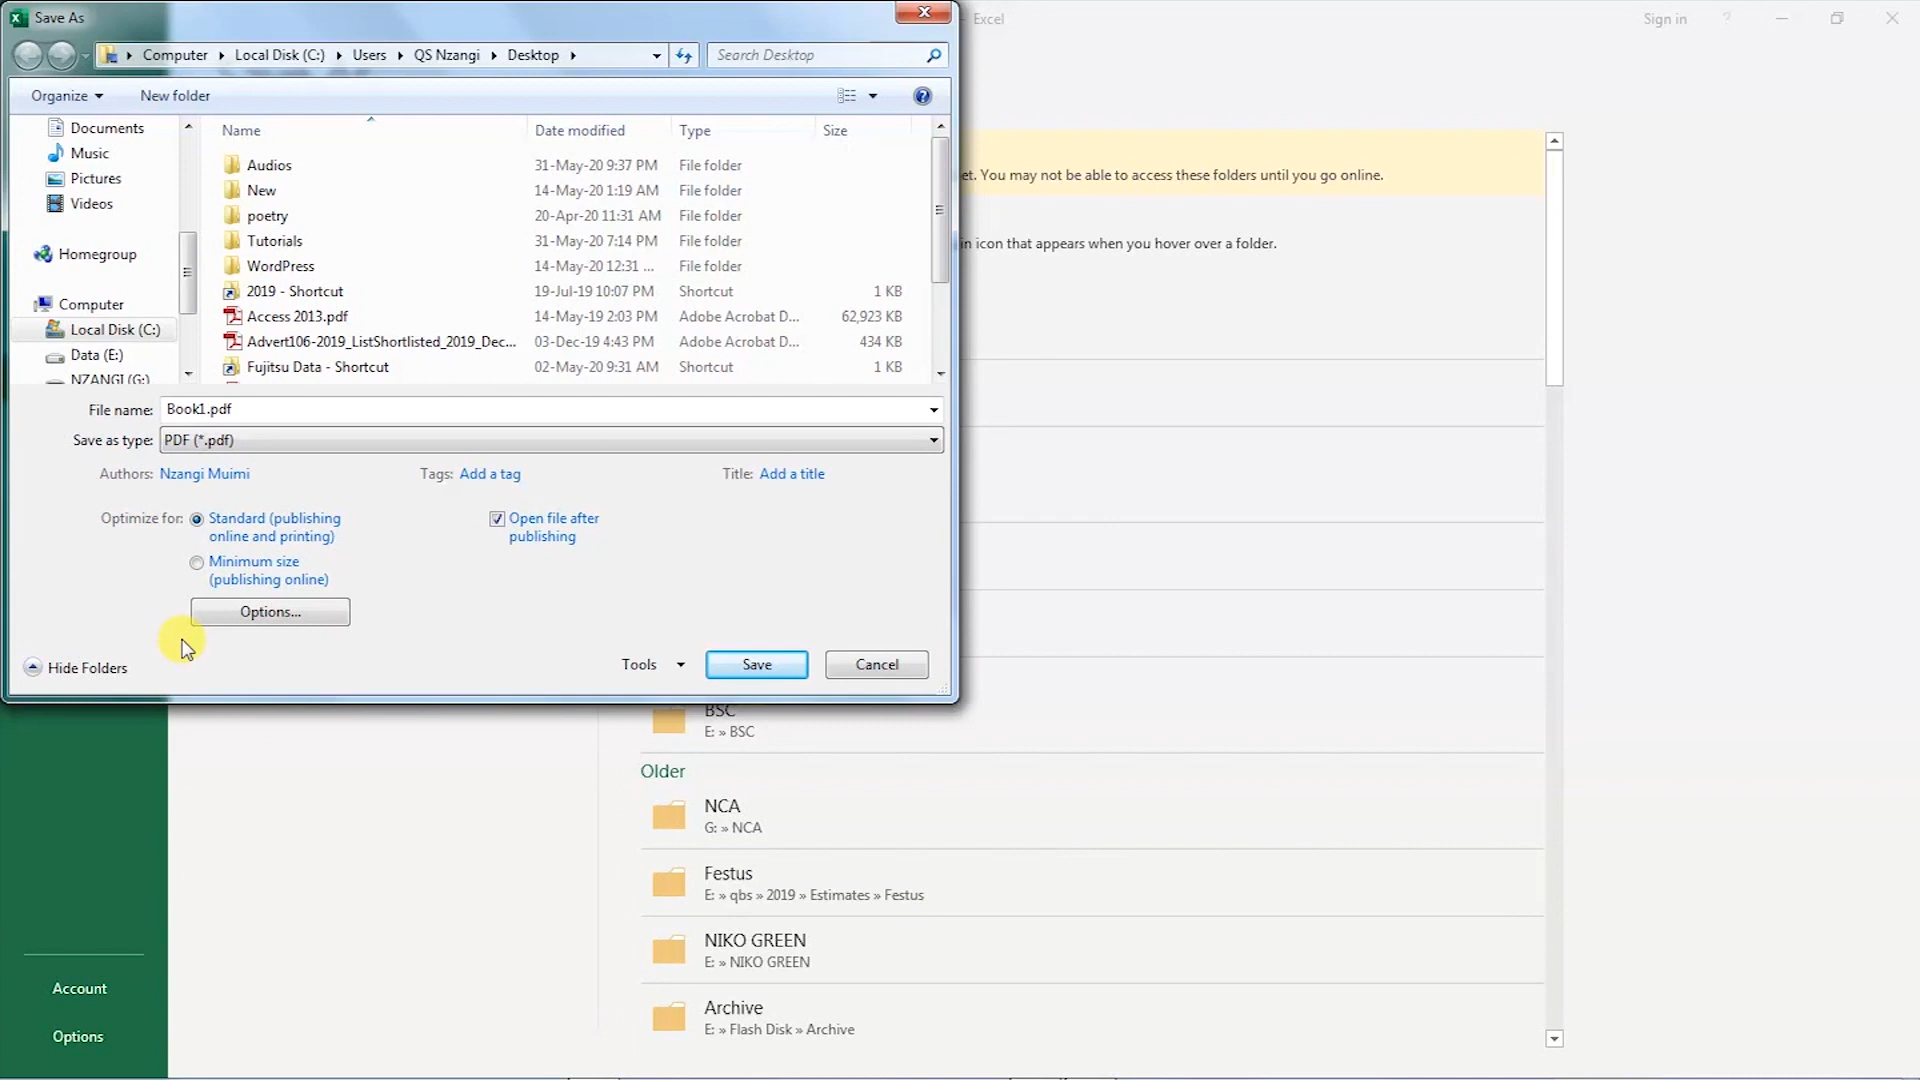 Save As
Excel
Sign in
Computer Local Disk (C:) Users QS Nzangi Desktop
Search Desktop
Organize
New folder
Documents
Music
Pictures
Videos
Homegroup
Computer
Local Disk (C:)
Data (E:)
NZANGI (G:)
Name Date modified Type Size
Audios 31-May-20 9:37 PM File folder
New 14-May-20 1:19 AM File folder
poetry 20-Apr-20 11:31 AM File folder
Tutorials 31-May-20 7:14 PM File folder
WordPress 14-May-20 12:31 ... File folder
2019 - Shortcut 19-Jul-19 10:07 PM Shortcut 1 KB
Access 2013.pdf 14-May-19 2:03 PM Adobe Acrobat D... 62,923 KB
Advert106-2019_ListShortlisted_2019_Dec... 03-Dec-19 4:43 PM Adobe Acrobat D... 434 KB
Fujitsu Data - Shortcut 02-May-20 9:31 AM Shortcut 1 KB
File name: Book1.pdf
Save as type: PDF (*.pdf)
Authors: Nzangi Muimi
Tags: Add a tag
Title: Add a title
Optimize for: Standard (publishing
online and printing)
Minimum size
(publishing online)
Open file after
publishing
Options...
Hide Folders
Tools
Save
Cancel
et. You may not be able to access these folders until you go online.
in icon that appears when you hover over a folder.
BSC
E: » BSC
Older
NCA
G: » NCA
Festus
E: » qbs » 2019 » Estimates » Festus
NIKO GREEN
E: » NIKO GREEN
Archive
E: » Flash Disk » Archive
Account
Options